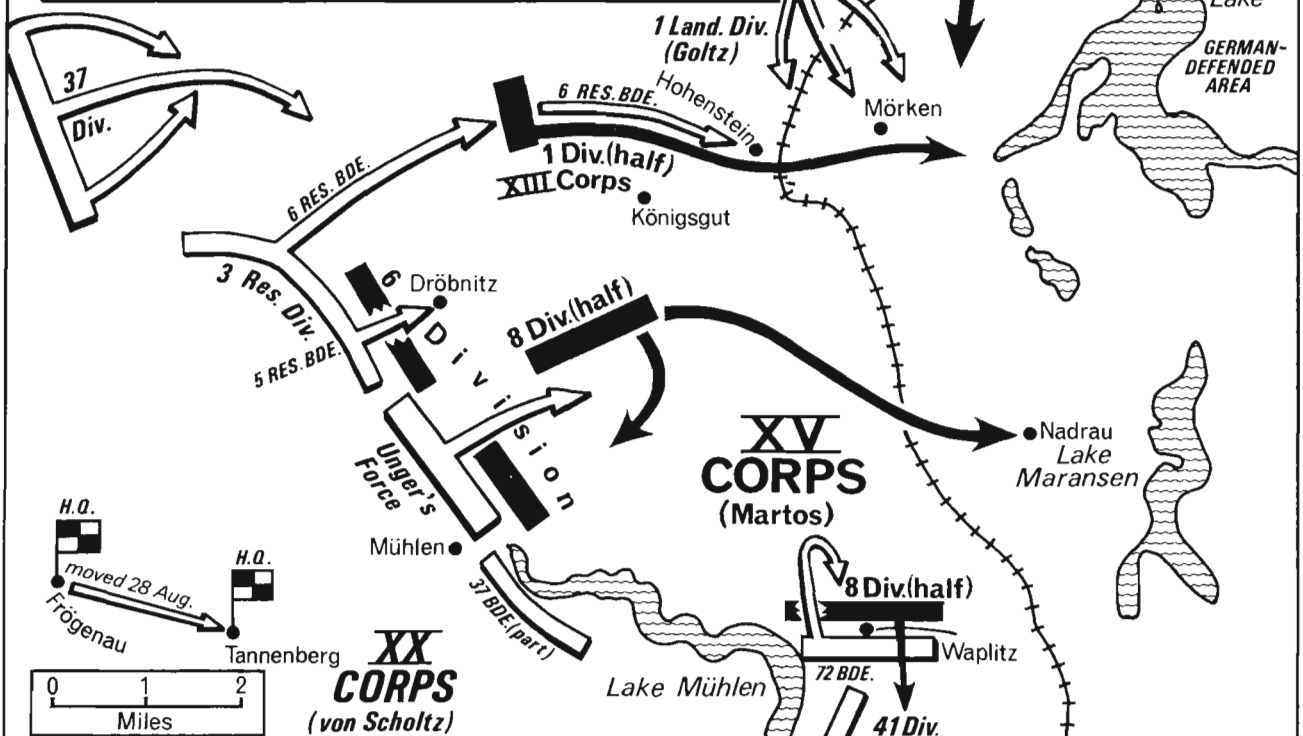 Lake
1 Land. Div.
(Goltz)
GERMAN-
DEFENDED
AREA
37
Div.
6 RES. BDE.
Hohenstein
Mörken
1 Div.(half)
XIII Corps
Königsgut
6 RES. BDE.
3 Res. Div.
5 RES. BDE.
6 Division
Dröbnitz
8 Div.(half)
Unger's
Force
XV
CORPS
(Martos)
Nadrau
Lake
Maransen
Mühlen
H.Q.
H.Q.
moved 28 Aug.
Frögenau
Tannenberg
37 BDE.(part)
8 Div.(half)
Waplitz
72 BDE.
41 Div.
Lake Mühlen
XX
CORPS
(von Scholtz)
0 1 2
Miles